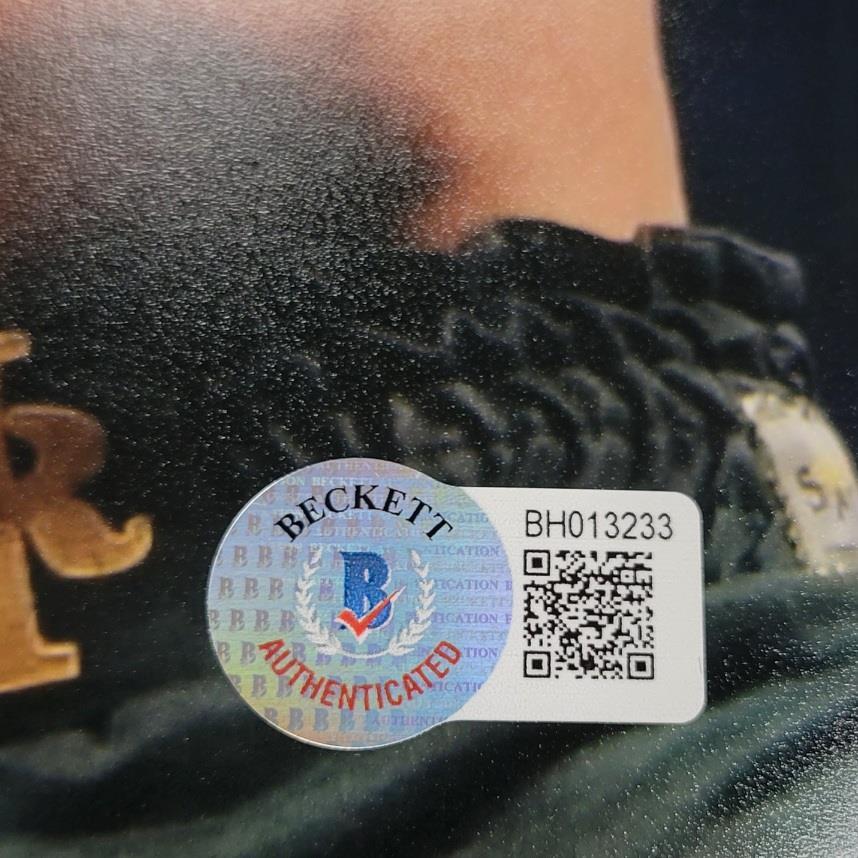 BECKETT
B
AUTHENTICATED
BH013233
R